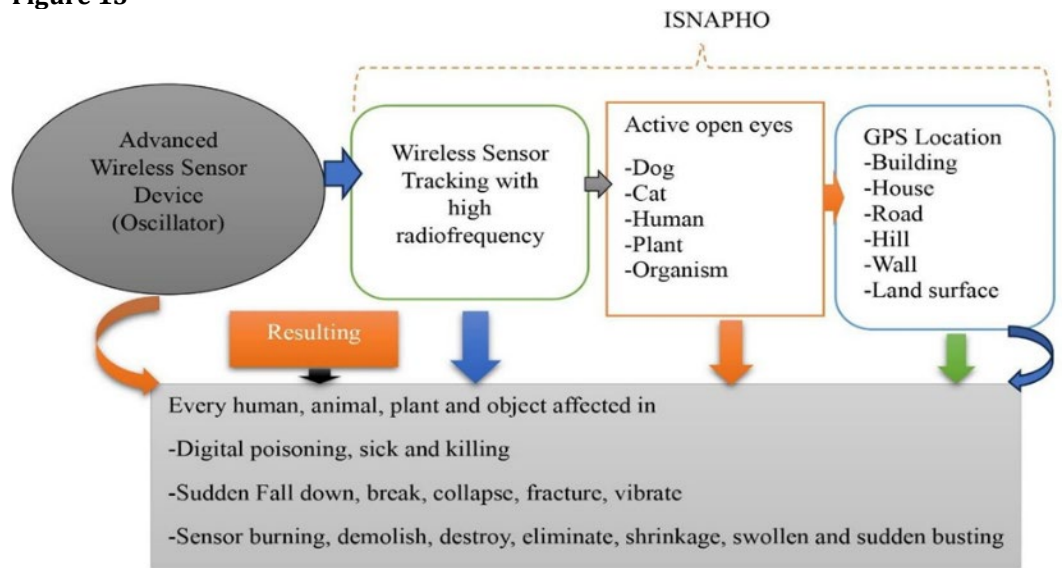 Figure 13
ISNAPHO
Advanced
Wireless Sensor
Device
(Oscillator)
Wireless Sensor
Tracking with
high
radiofrequency
Active open eyes
-Dog
-Cat
-Human
-Plant
-Organism
GPS Location
-Building
-House
-Road
-Hill
-Wall
-Land surface
Resulting
Every human, animal, plant and object affected in
-Digital poisoning, sick and killing
-Sudden Fall down, break, collapse, fracture, vibrate
-Sensor burning, demolish, destroy, eliminate, shrinkage, swollen and sudden busting